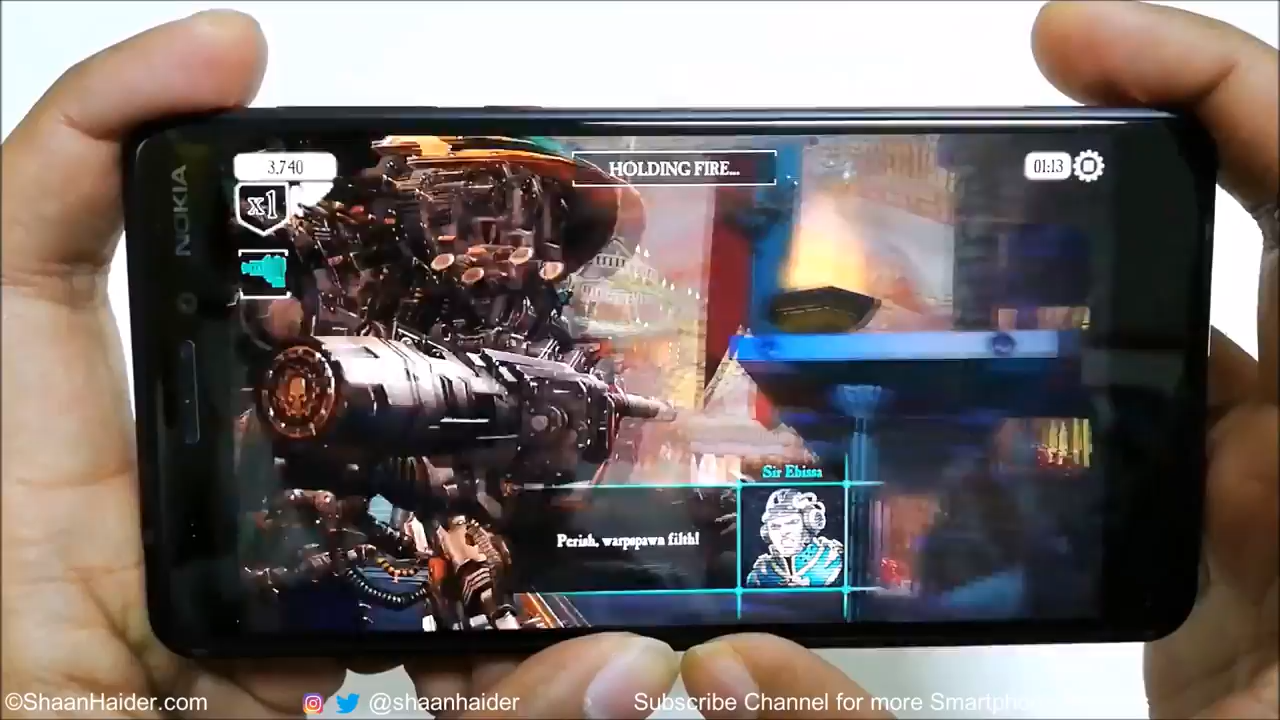 NOKIA
3,740
HOLDING FIRE...
01:13
x1
Sir Ebissa
Perish, warpspawn filth!
©ShaanHaider.com
@shaanhaider
Subscribe Channel for more